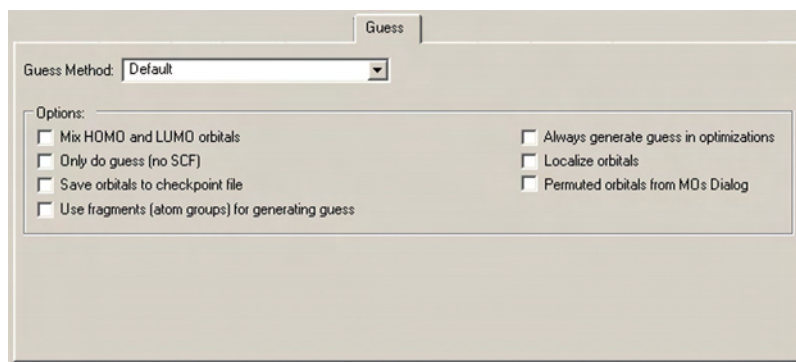 Guess
Guess Method: Default
Options:
Mix HOMO and LUMO orbitals
Only do guess (no SCF)
Save orbitals to checkpoint file
Use fragments (atom groups) for generating guess
Always generate guess in optimizations
Localize orbitals
Permuted orbitals from MOs Dialog